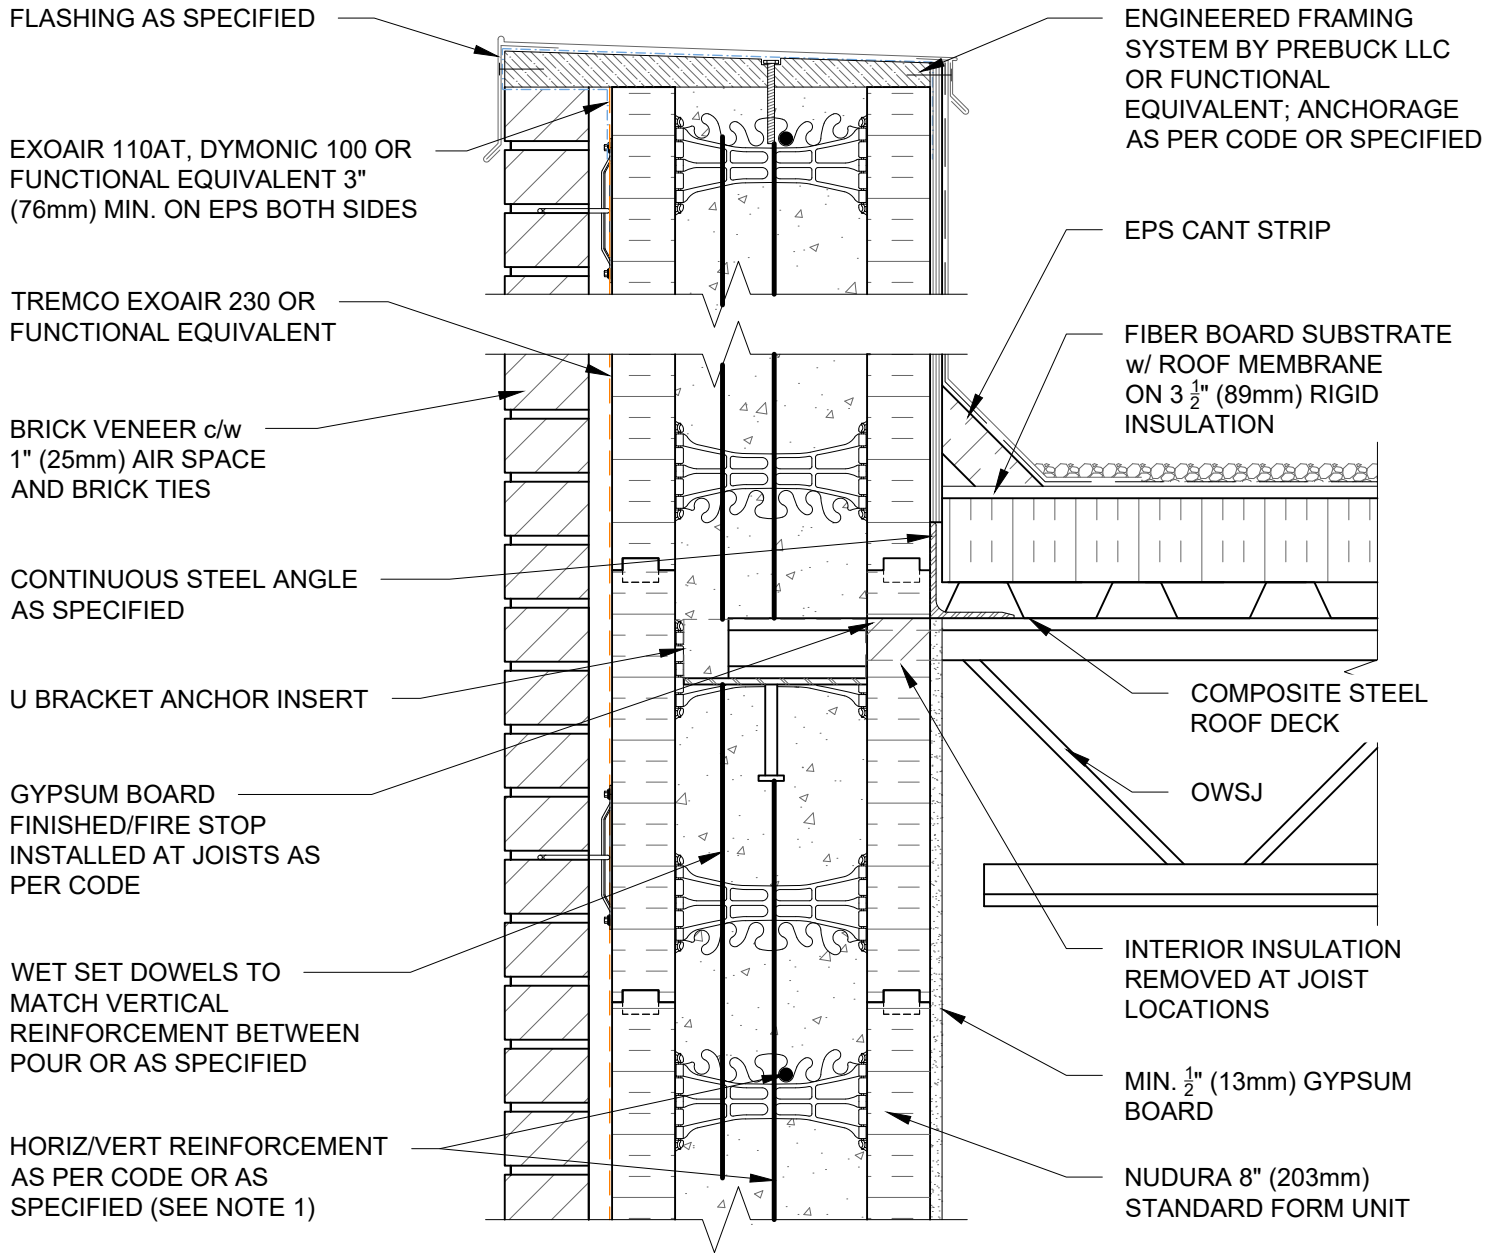 FLASHING AS SPECIFIED
EXOAIR 110AT, DYMONIC 100 OR
FUNCTIONAL EQUIVALENT 3"
(76mm) MIN. ON EPS BOTH SIDES
TREMCO EXOAIR 230 OR
FUNCTIONAL EQUIVALENT
BRICK VENEER c/w
1" (25mm) AIR SPACE
AND BRICK TIES
CONTINUOUS STEEL ANGLE
AS SPECIFIED
U BRACKET ANCHOR INSERT
GYPSUM BOARD
FINISHED/FIRE STOP
INSTALLED AT JOISTS AS
PER CODE
WET SET DOWELS TO
MATCH VERTICAL
REINFORCEMENT BETWEEN
POUR OR AS SPECIFIED
HORIZ/VERT REINFORCEMENT
AS PER CODE OR AS
SPECIFIED (SEE NOTE 1)
ENGINEERED FRAMING
SYSTEM BY PREBUCK LLC
OR FUNCTIONAL
EQUIVALENT; ANCHORAGE
AS PER CODE OR SPECIFIED
EPS CANT STRIP
FIBER BOARD SUBSTRATE
w/ ROOF MEMBRANE
ON 3 1/2" (89mm) RIGID
INSULATION
COMPOSITE STEEL
ROOF DECK
OWSJ
INTERIOR INSULATION
REMOVED AT JOIST
LOCATIONS
MIN. 1/2" (13mm) GYPSUM
BOARD
NUDURA 8" (203mm)
STANDARD FORM UNIT